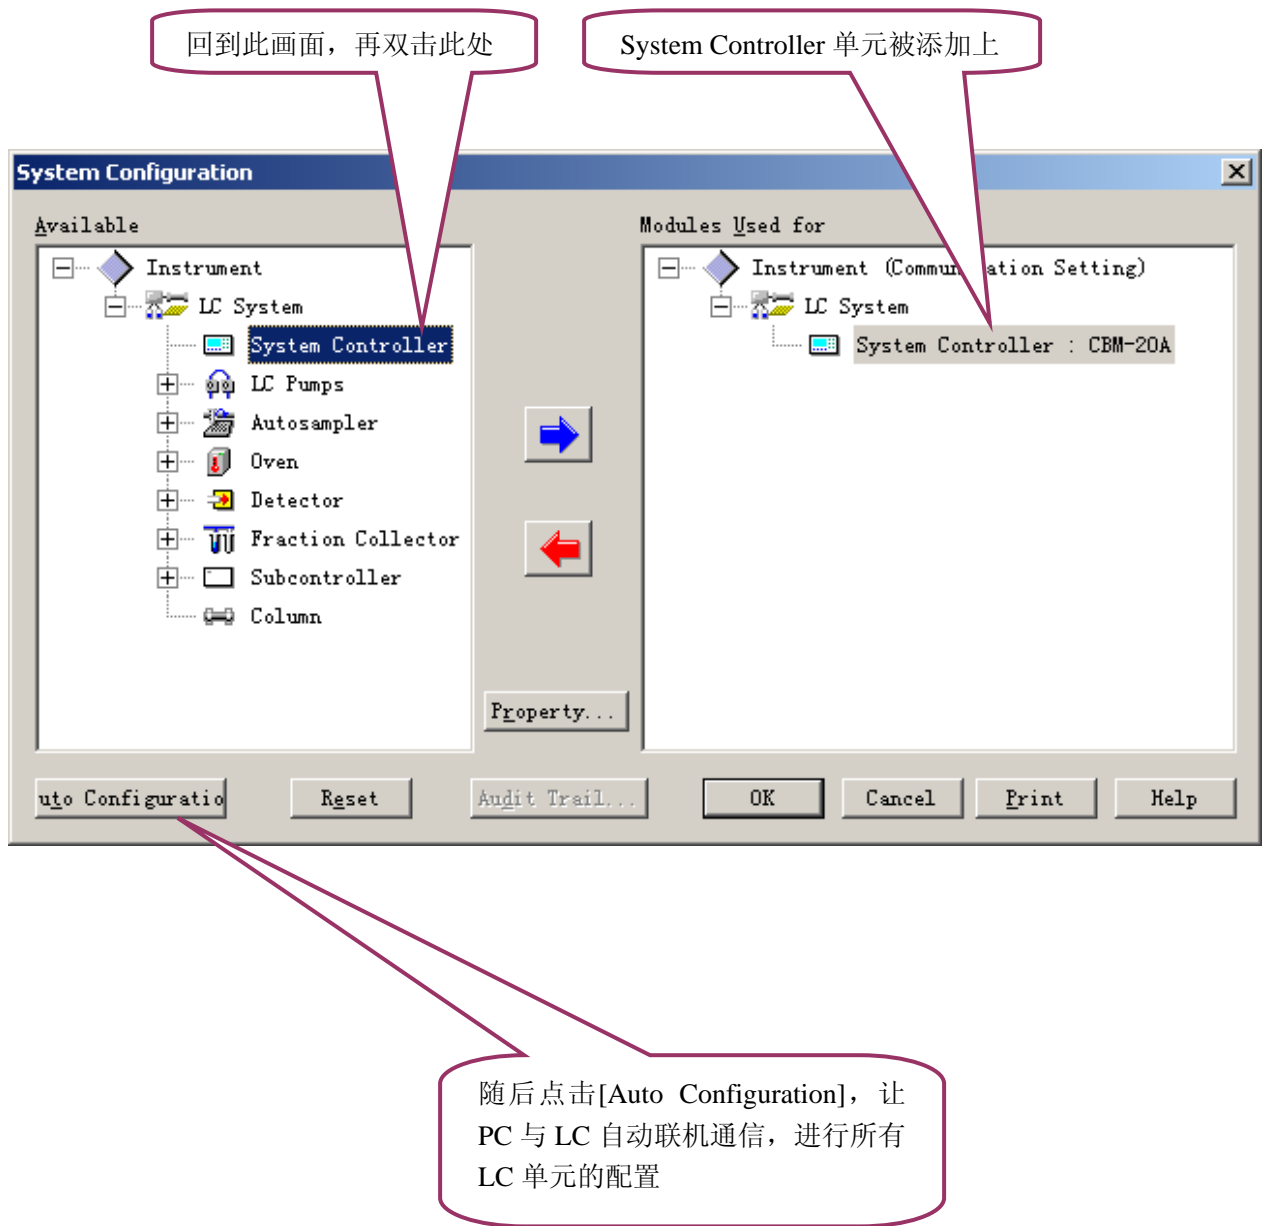 回到此画面，再双击此处
System Controller 单元被添加上
System Configuration
Available
Modules Used for
Instrument
LC System
System Controller
LC Pumps
Autosampler
Oven
Detector
Fraction Collector
Subcontroller
Column
Instrument (Commun ation Setting)
LC System
System Controller : CBM-20A
Property...
uto Configuratio
Reset
Audit Trail...
OK
Cancel
Print
Help
随后点击[Auto Configuration]，让
PC 与 LC 自动联机通信，进行所有
LC 单元的配置